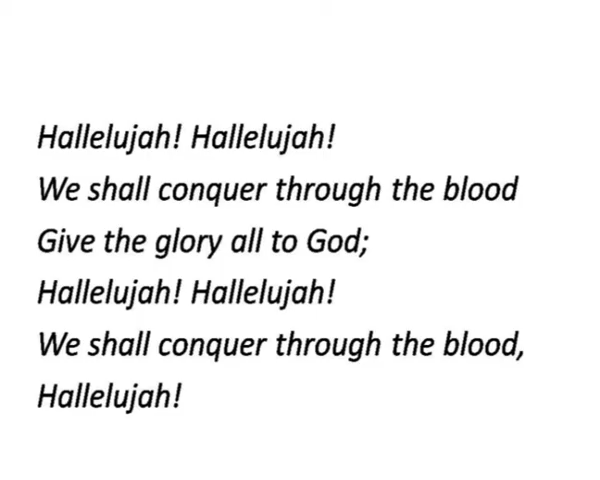 Hallelujah! Hallelujah!
We shall conquer through the blood
Give the glory all to God;
Hallelujah! Hallelujah!
We shall conquer through the blood,
Hallelujah!